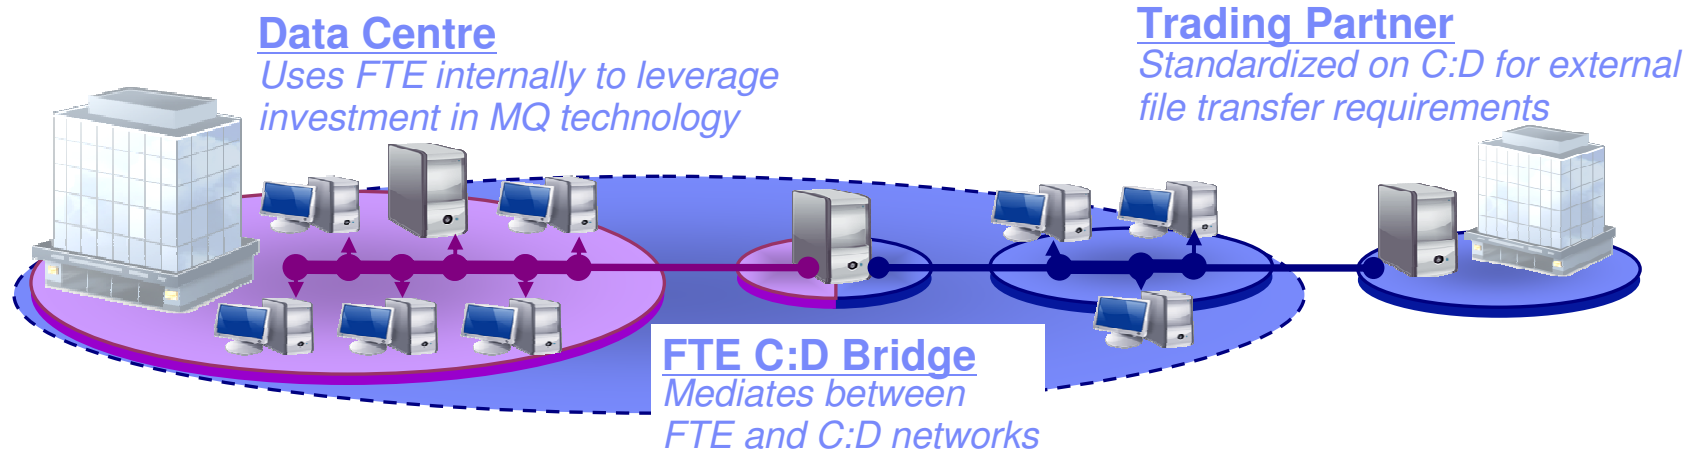 Data Centre
Uses FTE internally to leverage
investment in MQ technology
Trading Partner
Standardized on C:D for external
file transfer requirements
FTE C:D Bridge
Mediates between
FTE and C:D networks